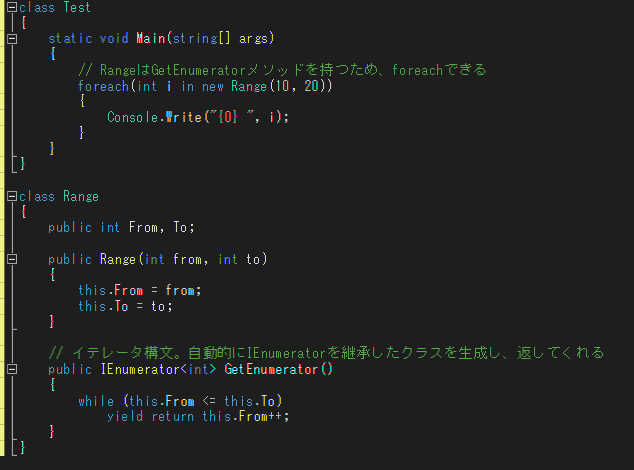 class Test
{
    static void Main(string[] args)
    {
        // RangeはGetEnumeratorメソッドを持つため、foreachできる
        foreach(int i in new Range(10, 20))
        {
            Console.Write("{0} ", i);
        }
    }
}

class Range
{
    public int From, To;

    public Range(int from, int to)
    {
        this.From = from;
        this.To = to;
    }

    // イテレータ構文。自動的にIEnumeratorを継承したクラスを生成し、返してくれる
    public IEnumerator<int> GetEnumerator()
    {
        while (this.From <= this.To)
            yield return this.From++;
    }
}